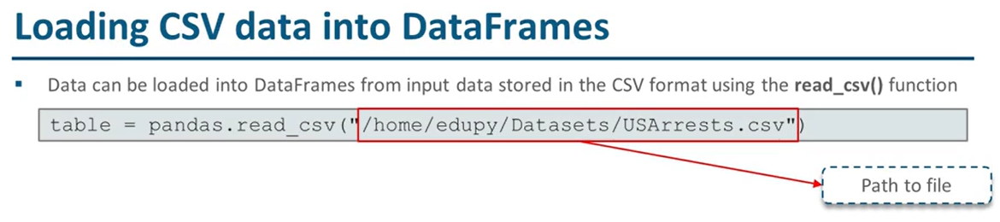 Loading CSV data into DataFrames
▪ Data can be loaded into DataFrames from input data stored in the CSV format using the read_csv() function
table = pandas.read_csv("/home/edupy/Datasets/USArrests.csv")
Path to file